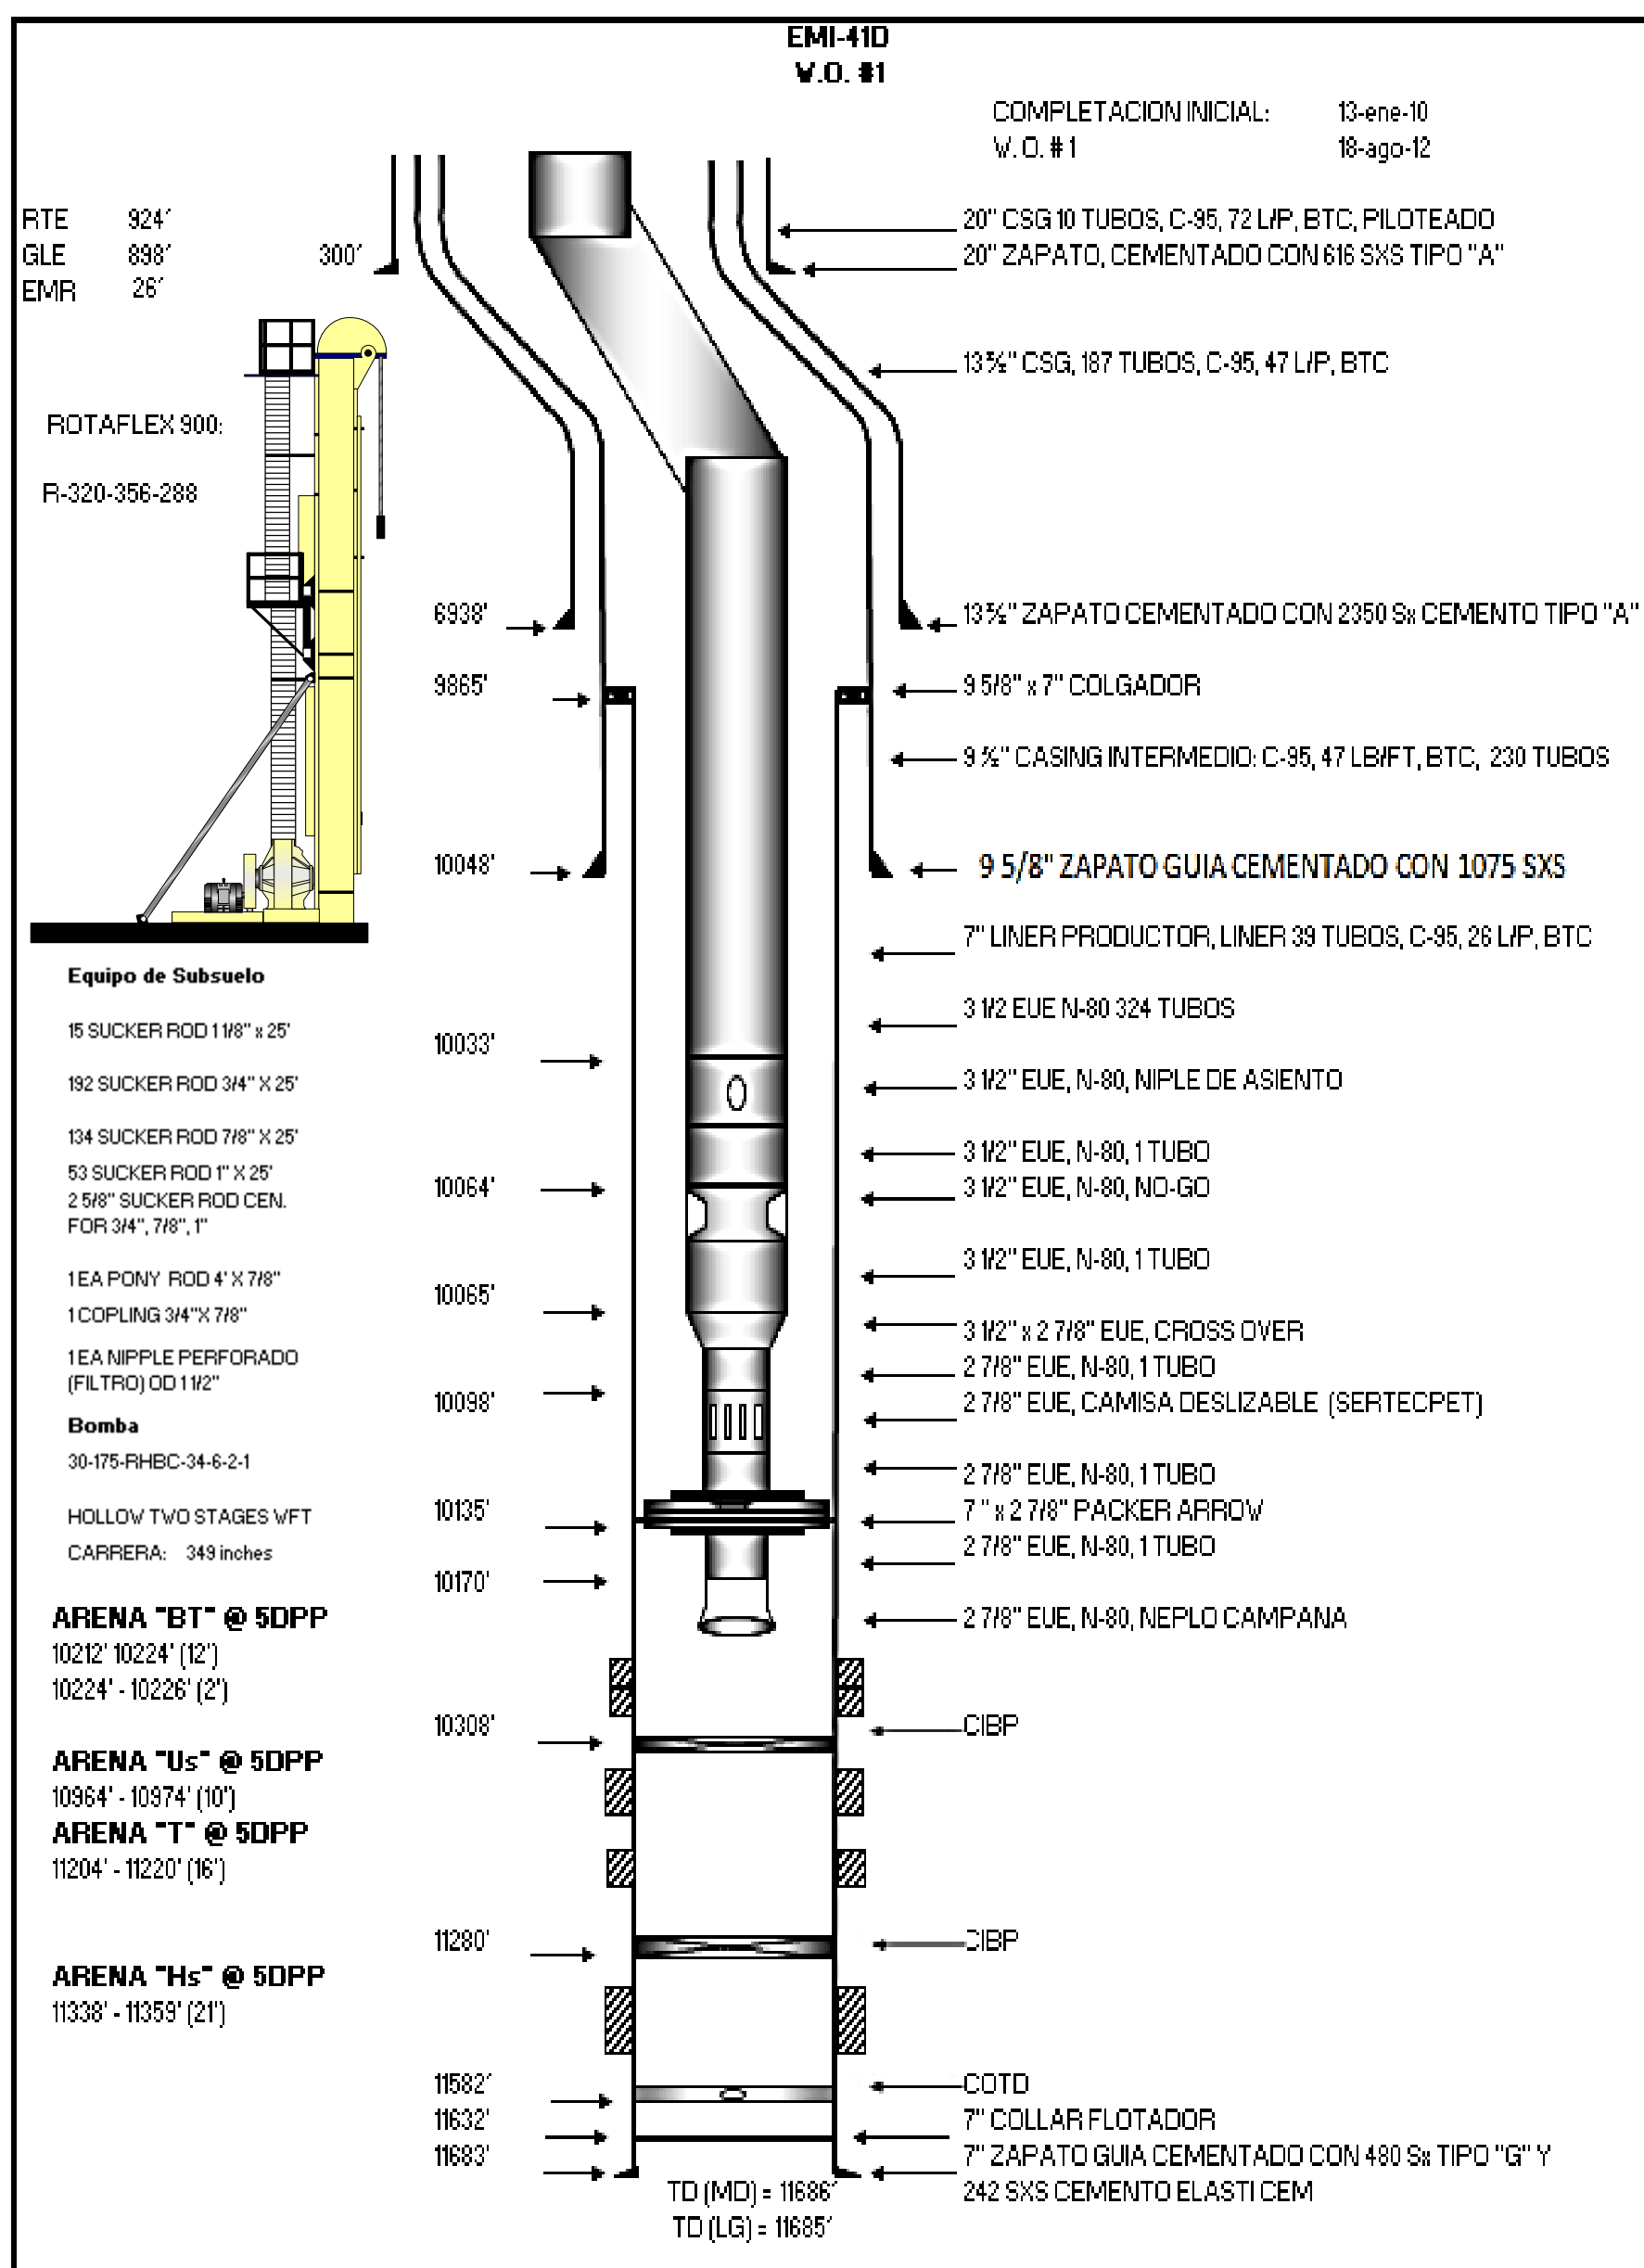 EMI-41D
W.O. #1
COMPLETACION INICIAL: 13-ene-10
W.O. #1 18-ago-12
RTE 924'
GLE 898'
EMR 26'
300'
20" CSG 10 TUBOS, C-95, 72 L/P, BTC, PILOTEADO
20" ZAPATO, CEMENTADO CON 616 SXS TIPO "A"
13 ⅜" CSG, 187 TUBOS, C-95, 47 L/P, BTC
ROTAFLEX 900:
R-320-356-288
6938'
13 ⅜" ZAPATO CEMENTADO CON 2350 Sx CEMENTO TIPO "A"
9865'
9 5/8" x 7" COLGADOR
9 ⅝" CASING INTERMEDIO: C-95, 47 LB/FT, BTC, 230 TUBOS
10048'
9 5/8" ZAPATO GUIA CEMENTADO CON 1075 SXS
7" LINER PRODUCTOR, LINER 39 TUBOS, C-95, 26 L/P, BTC
3 1/2 EUE N-80 324 TUBOS
10033'
3 1/2" EUE, N-80, NIPLE DE ASIENTO
3 1/2" EUE, N-80, 1 TUBO
10064'
3 1/2" EUE, N-80, NO-GO
3 1/2" EUE, N-80, 1 TUBO
10065'
3 1/2" x 2 7/8" EUE, CROSS OVER
2 7/8" EUE, N-80, 1 TUBO
10098'
2 7/8" EUE, CAMISA DESLIZABLE (SERTECPET)
2 7/8" EUE, N-80, 1 TUBO
10135'
7 " x 2 7/8" PACKER ARROW
2 7/8" EUE, N-80, 1 TUBO
10170'
2 7/8" EUE, N-80, NEPLO CAMPANA
Equipo de Subsuelo
15 SUCKER ROD 1 1/8" x 25'
192 SUCKER ROD 3/4" X 25'
134 SUCKER ROD 7/8" X 25'
53 SUCKER ROD 1" X 25'
2 5/8" SUCKER ROD CEN.
FOR 3/4", 7/8", 1"
1 EA PONY ROD 4' X 7/8"
1 COPLING 3/4"X 7/8"
1 EA NIPPLE PERFORADO
(FILTRO) OD 1 1/2"
Bomba
30-175-RHBC-34-6-2-1
HOLLOW TWO STAGES WFT
CARRERA: 349 inches
ARENA "BT" @ 5DPP
10212' 10224' (12')
10224' - 10226' (2')
10308'
CIBP
ARENA "Us" @ 5DPP
10964' - 10974' (10')
ARENA "T" @ 5DPP
11204' - 11220' (16')
11280'
CIBP
ARENA "Hs" @ 5DPP
11338' - 11359' (21')
11582'
COTD
11632'
7" COLLAR FLOTADOR
11683'
7" ZAPATO GUIA CEMENTADO CON 480 Sx TIPO "G" Y
242 SXS CEMENTO ELASTI CEM
TD (MD) = 11686'
TD (LG) = 11685'